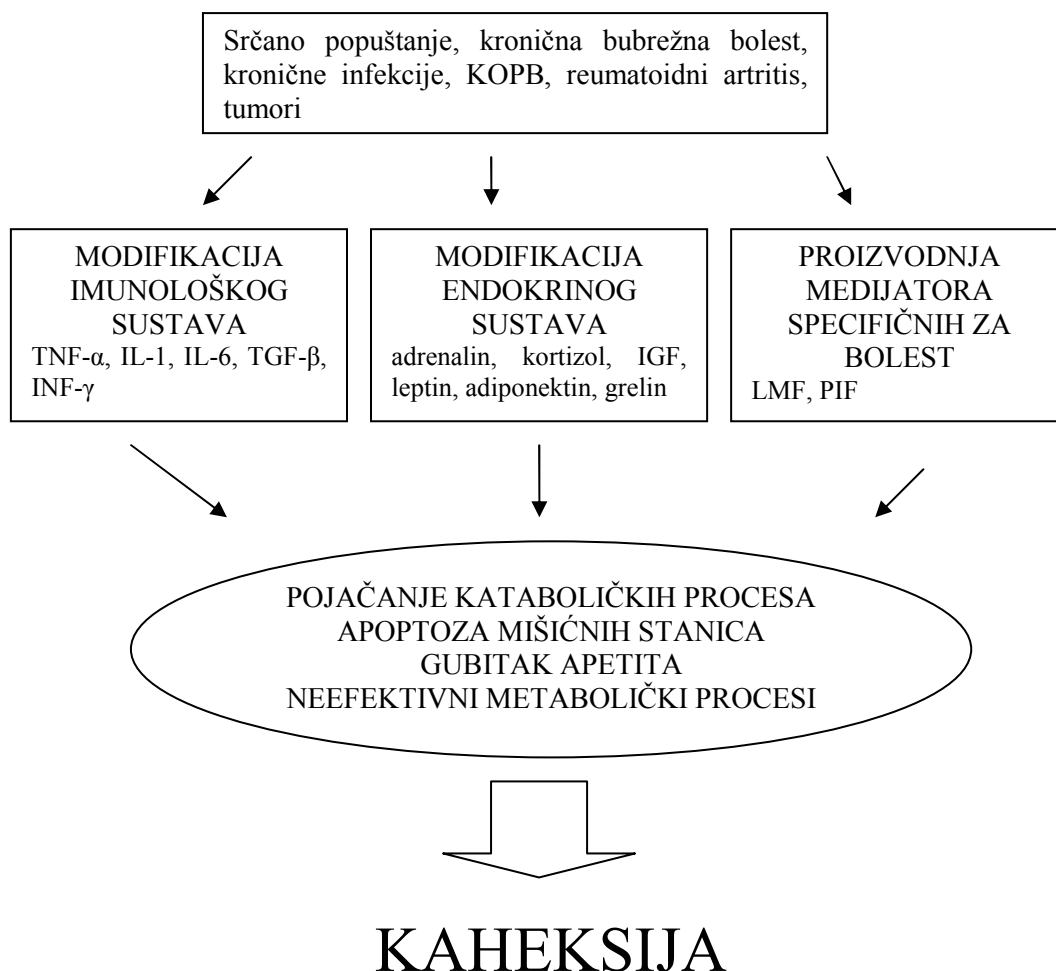 Srčano popuštanje, kronična bubrežna bolest,
kronične infekcije, KOPB, reumatoidni artritis,
tumori
MODIFIKACIJA
IMUNOLOŠKOG
SUSTAVA
TNF-α, IL-1, IL-6, TGF-β,
INF-γ
MODIFIKACIJA
ENDOKRINOG
SUSTAVA
adrenalin, kortizol, IGF,
leptin, adiponektin, grelin
PROIZVODNJA
MEDIJATORA
SPECIFIČNIH ZA
BOLEST
LMF, PIF
POJAČANJE KATABOLIČKIH PROCESA
APOPTOZA MIŠIĆNIH STANICA
GUBITAK APETITA
NEEFEKTIVNI METABOLIČKI PROCESI
KAHEKSIJA